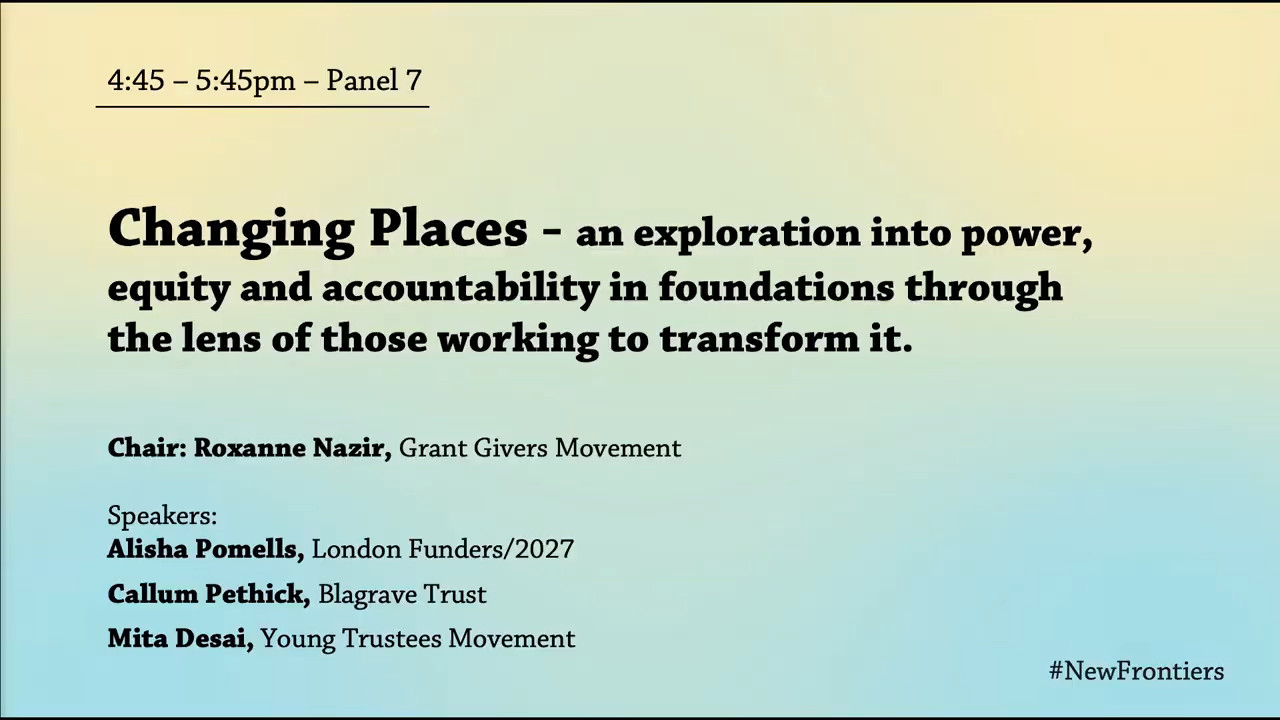 4:45 – 5:45pm – Panel 7
Changing Places – an exploration into power,
equity and accountability in foundations through
the lens of those working to transform it.
Chair: Roxanne Nazir, Grant Givers Movement
Speakers:
Alisha Pomells, London Funders/2027
Callum Pethick, Blagrave Trust
Mita Desai, Young Trustees Movement
#NewFrontiers